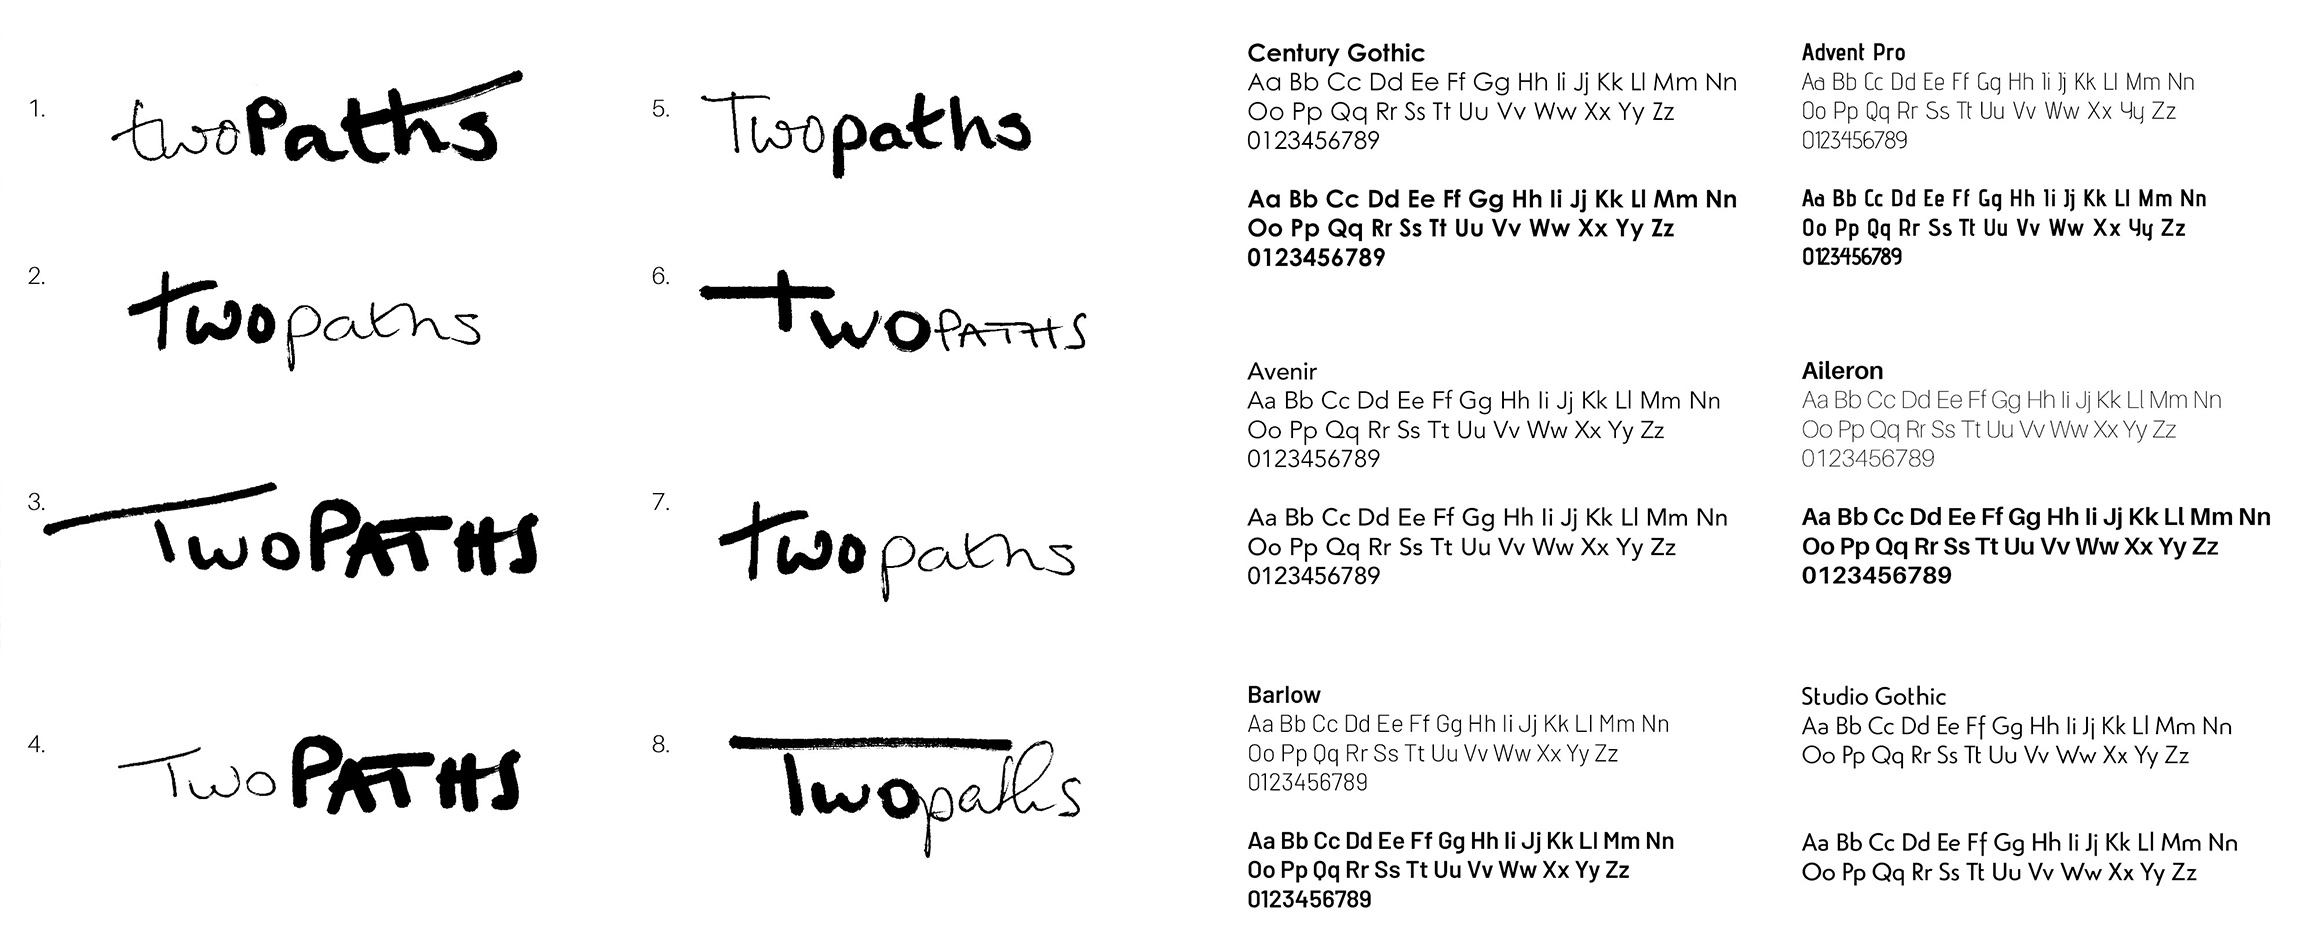 1.
twoPaths
2.
twopaths
3.
TwoPATHS
4.
TwoPATHS
5.
Twopaths
6.
TwoPATHS
7.
twopaths
8.
Twopaths
Century Gothic
Aa Bb Cc Dd Ee Ff Gg Hh Ii Jj Kk Ll Mm Nn
Oo Pp Qq Rr Ss Tt Uu Vv Ww Xx Yy Zz
0123456789
Aa Bb Cc Dd Ee Ff Gg Hh Ii Jj Kk Ll Mm Nn
Oo Pp Qq Rr Ss Tt Uu Vv Ww Xx Yy Zz
0123456789
Avenir
Aa Bb Cc Dd Ee Ff Gg Hh Ii Jj Kk Ll Mm Nn
Oo Pp Qq Rr Ss Tt Uu Vv Ww Xx Yy Zz
0123456789
Aa Bb Cc Dd Ee Ff Gg Hh Ii Jj Kk Ll Mm Nn
Oo Pp Qq Rr Ss Tt Uu Vv Ww Xx Yy Zz
0123456789
Barlow
Aa Bb Cc Dd Ee Ff Gg Hh Ii Jj Kk Ll Mm Nn
Oo Pp Qq Rr Ss Tt Uu Vv Ww Xx Yy Zz
0123456789
Aa Bb Cc Dd Ee Ff Gg Hh Ii Jj Kk Ll Mm Nn
Oo Pp Qq Rr Ss Tt Uu Vv Ww Xx Yy Zz
0123456789
Advent Pro
Aa Bb Cc Dd Ee Ff Gg Hh Ii Jj Kk Ll Mm Nn
Oo Pp Qq Rr Ss Tt Uu Vv Ww Xx Yy Zz
0123456789
Aa Bb Cc Dd Ee Ff Gg Hh Ii Jj Kk Ll Mm Nn
Oo Pp Qq Rr Ss Tt Uu Vv Ww Xx Yy Zz
0123456789
Aileron
Aa Bb Cc Dd Ee Ff Gg Hh Ii Jj Kk Ll Mm Nn
Oo Pp Qq Rr Ss Tt Uu Vv Ww Xx Yy Zz
0123456789
Aa Bb Cc Dd Ee Ff Gg Hh Ii Jj Kk Ll Mm Nn
Oo Pp Qq Rr Ss Tt Uu Vv Ww Xx Yy Zz
0123456789
Studio Gothic
Aa Bb Cc Dd Ee Ff Gg Hh Ii Jj Kk Ll Mm Nn
Oo Pp Qq Rr Ss Tt Uu Vv Ww Xx Yy Zz
Aa Bb Cc Dd Ee Ff Gg Hh Ii Jj Kk Ll Mm Nn
Oo Pp Qq Rr Ss Tt Uu Vv Ww Xx Yy Zz